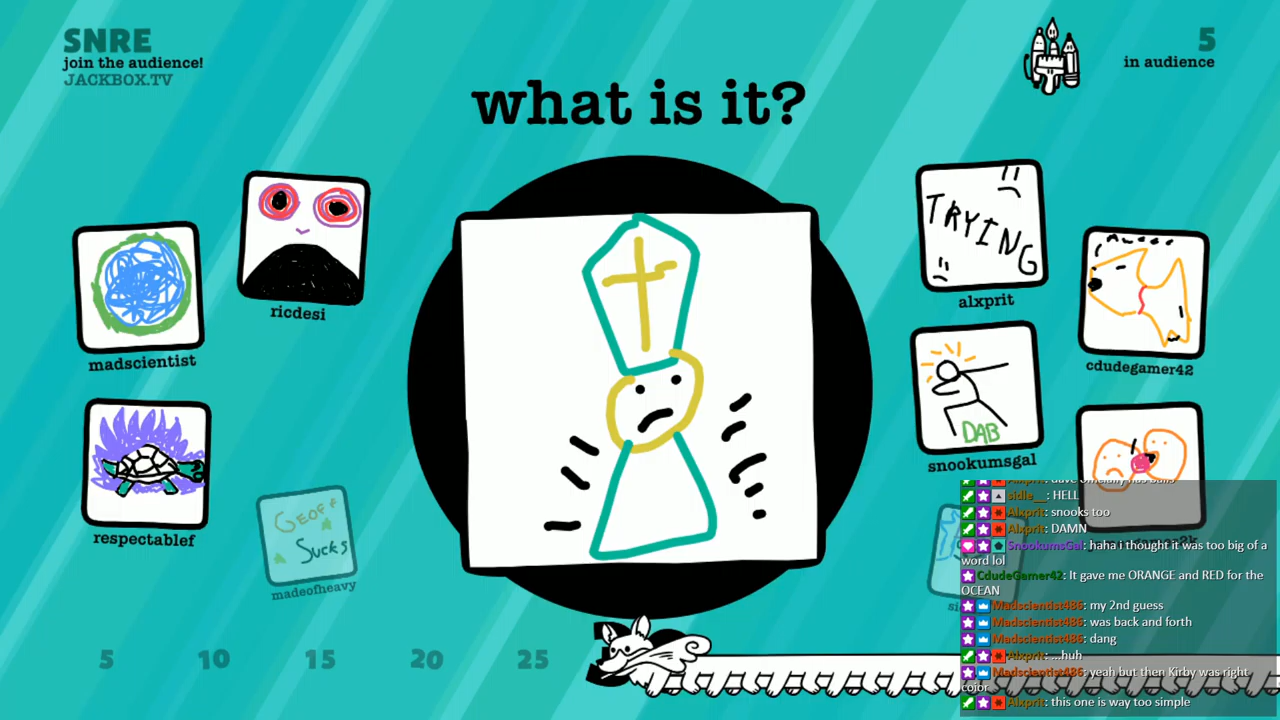 SNRE
join the audience!
JACKBOX.TV
5
in audience
what is it?
TRYING
madscientist
ricdesi
alxprit
cdudegamer42
respectablef
GEOFF
SUCKS
madeofheavy
DAB
snookumsgal
sidle__: HELL
Alxprit: snooks too
Alxprit: DAMN
SnookumsGal: haha i thought it was too big of a
word lol
CdudeGamer42: It gave me ORANGE and RED for the
OCEAN
Madscientist486: my 2nd guess
Madscientist486: was back and forth
Madscientist486: dang
Alxprit: ...huh
Madscientist486: yeah but then Kirby was right
color
Alxprit: this one is way too simple
5 10 15 20 25